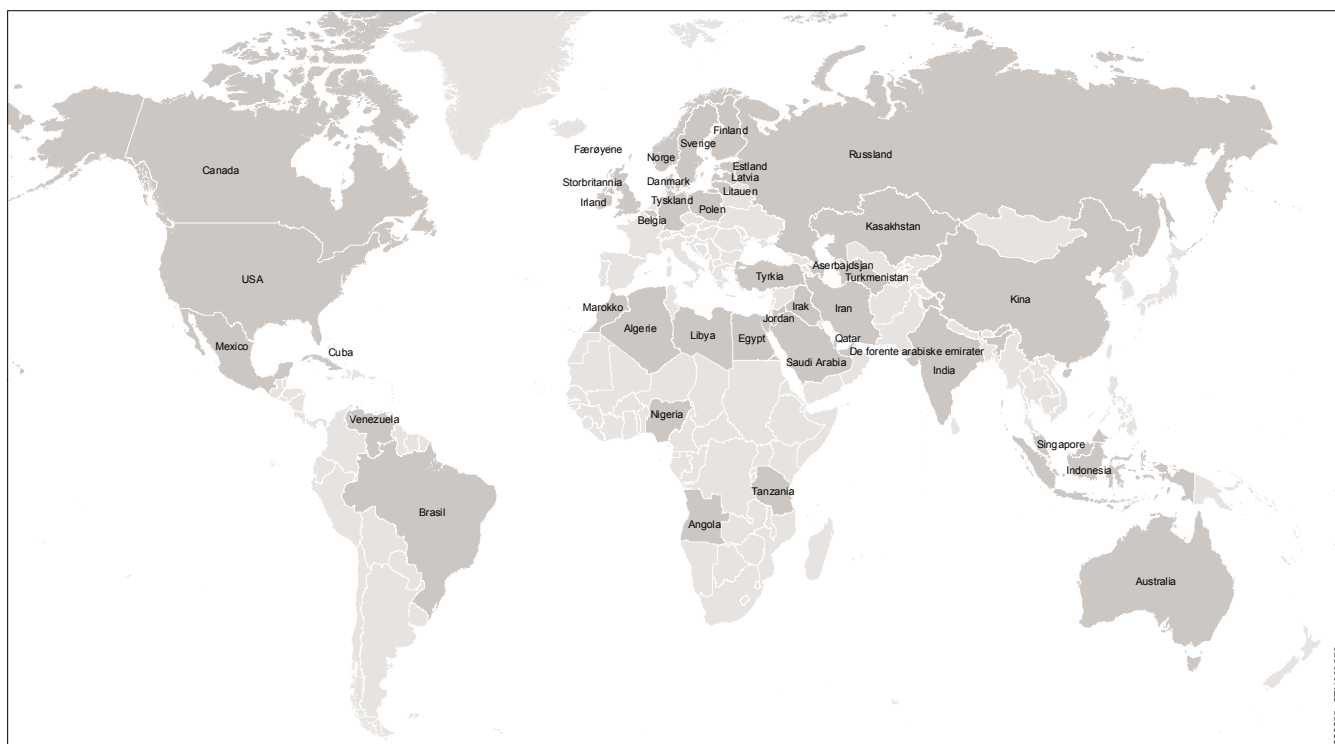 Canada
USA
Mexico
Cuba
Venezuela
Brasil
Færøyene
Storbritannia
Irland
Norge
Sverige
Finland
Danmark
Estland
Latvia
Litauen
Tyskland
Polen
Belgia
Russland
Kasakhstan
Aserbajdsjan
Turkmenistan
Tyrkia
Kina
Marokko
Algerie
Libya
Egypt
Jordan
Irak
Iran
Qatar
De forente arabiske emirater
Saudi Arabia
India
Nigeria
Tanzania
Angola
Singapore
Indonesia
Australia